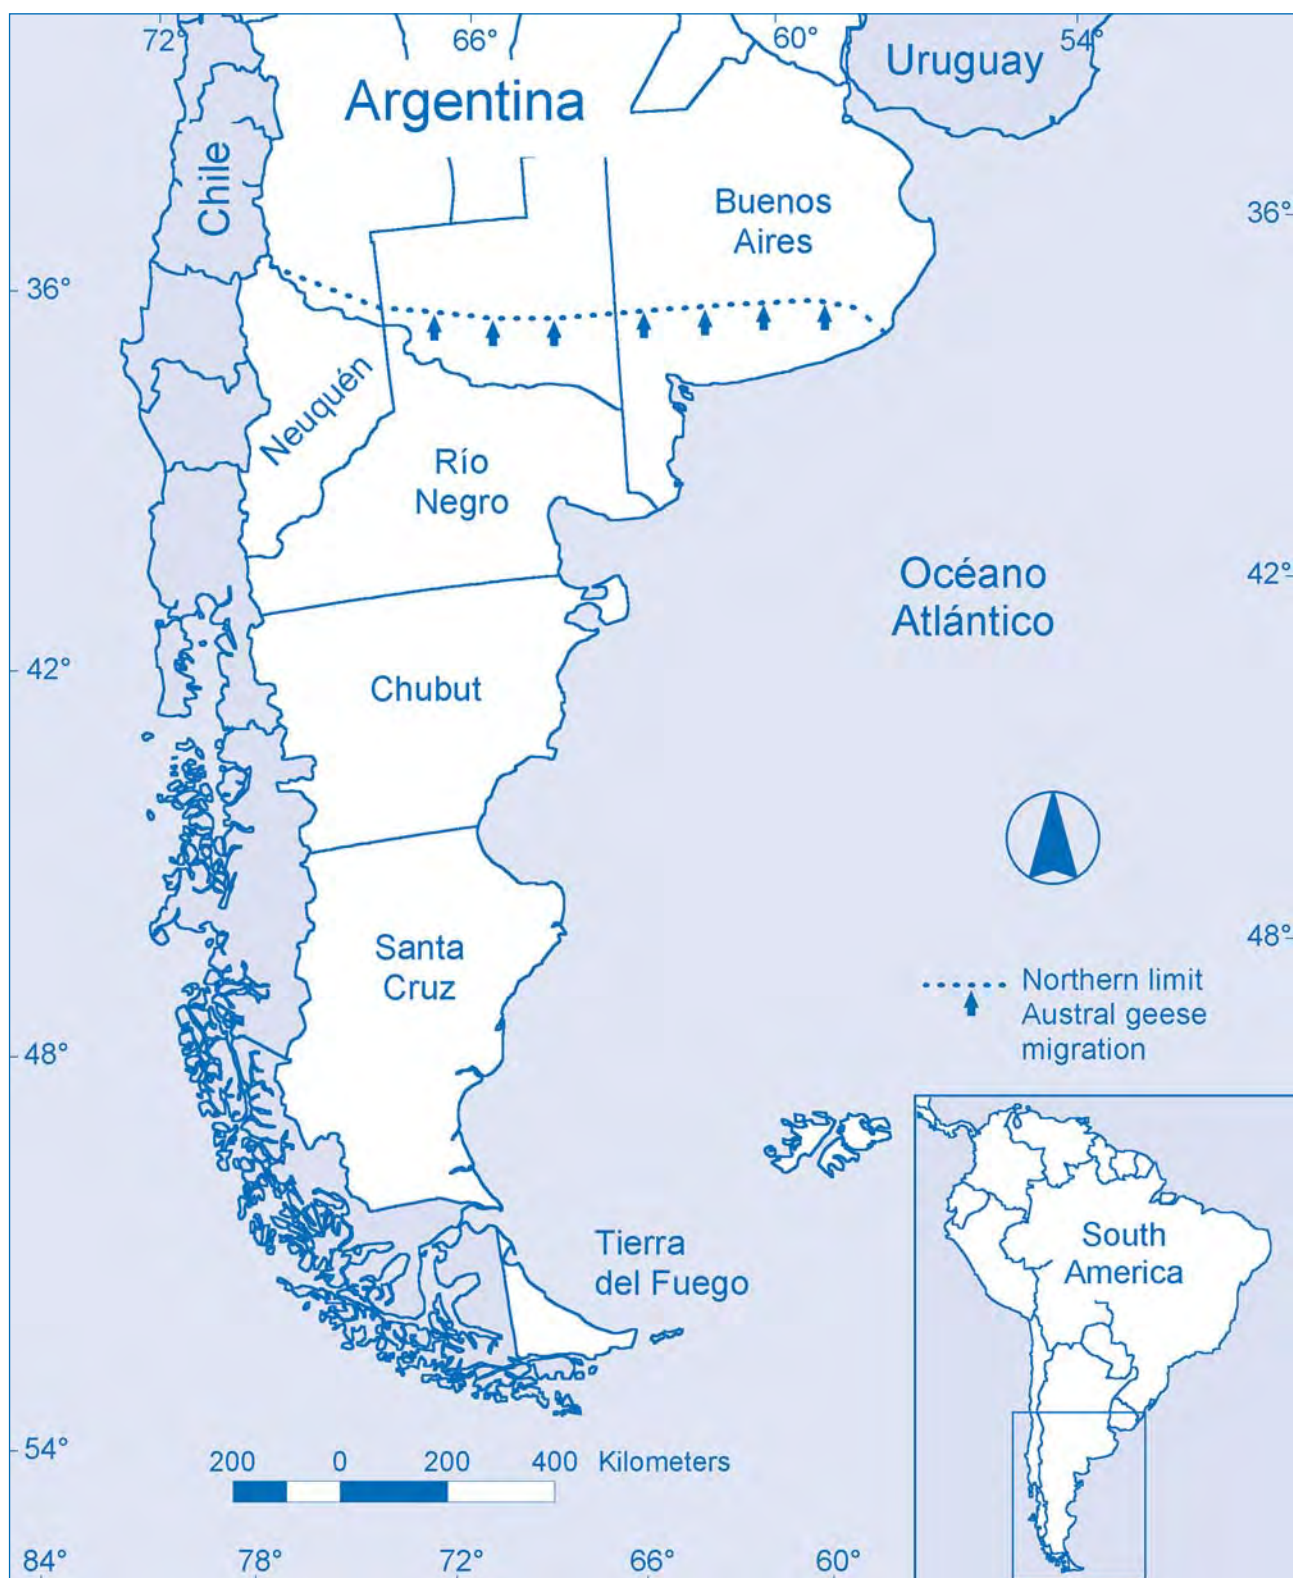 72°
66°
60°
54°
Uruguay
Argentina
Chile
Buenos
Aires
36°
36°
Neuquén
Río
Negro
Océano
Atlántico
42°
42°
Chubut
Santa
Cruz
48°
Northern limit
Austral geese
migration
48°
South
America
Tierra
del Fuego
54°
200 0 200 400 Kilometers
84° 78° 72° 66° 60°